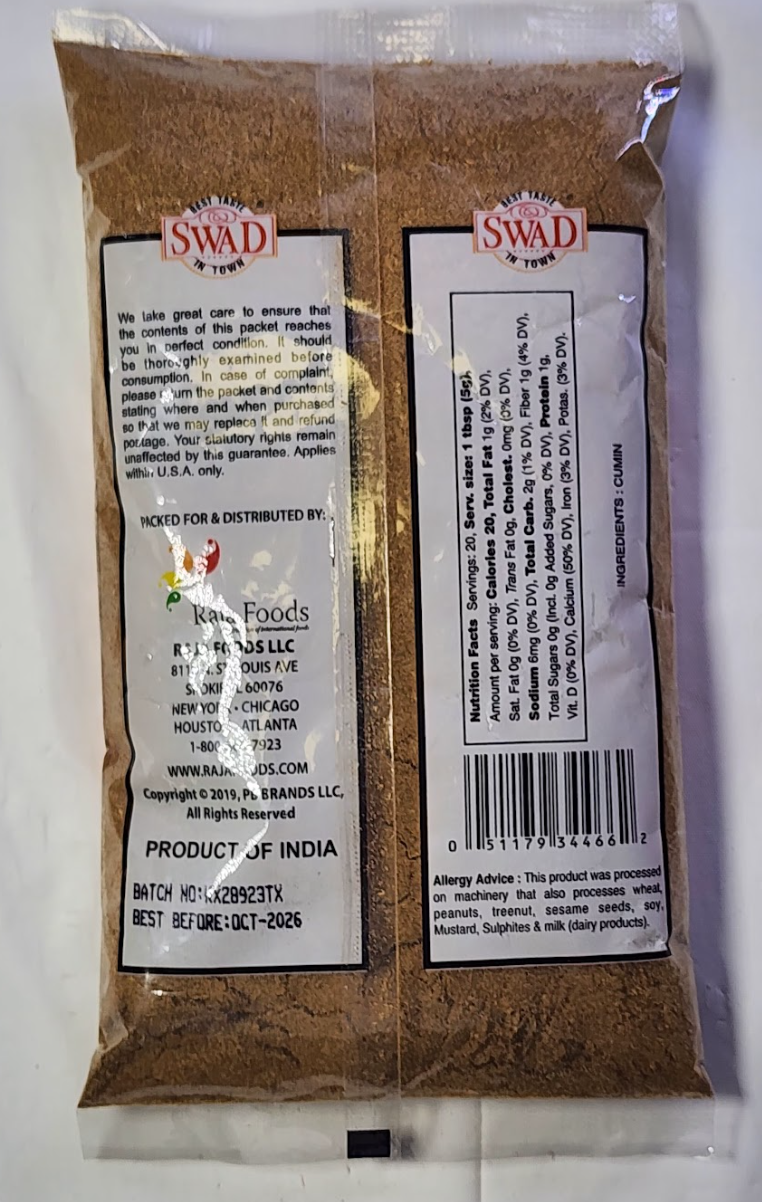 BEST TASTE
SWAD
IN TOWN
We take great care to ensure that
the contents of this packet reaches
you in perfect condition. It should
be thoroughly examined before
consumption. In case of complaint,
please the packet and contents
stating where and when purchased
so that we may replace it and refund
postage. Your statutory rights remain
unaffected by this guarantee. Applies
within U.S.A. only.
PACKED FOR & DISTRIBUTED BY:
Raja Foods
of international foods
FOODS LLC
AVE
60076
• CHICAGO
ATLANTA
Copyright © 2019, BRANDS LLC,
All Rights Reserved
PRODUCT OF INDIA
BATCH NO:
BEST BEFORE:OCT-2026
BEST TASTE
SWAD
IN TOWN
Nutrition Facts Servings: 20, Serv. size: 1 tbsp (5g),
Amount per serving: Calories 20, Total Fat 1g (2% DV),
Sat. Fat 0g (0% DV), Trans Fat 0g, Cholest. 0mg (0% DV),
Sodium 6mg (0% DV), Total Carb. 2g (1% DV), Fiber 1g (4% DV),
Total Sugars 0g (Incl. 0g Added Sugars, 0% DV), Protein 1g,
Vit. D (0% DV), Calcium (50% DV), Iron (3% DV), Potas. (3% DV).
INGREDIENTS : CUMIN
0 51179 34466 2
Allergy Advice : This product was processed
on machinery that also processes wheat,
peanuts, treenut, sesame seeds, soy,
Mustard, Sulphites & milk (dairy products).